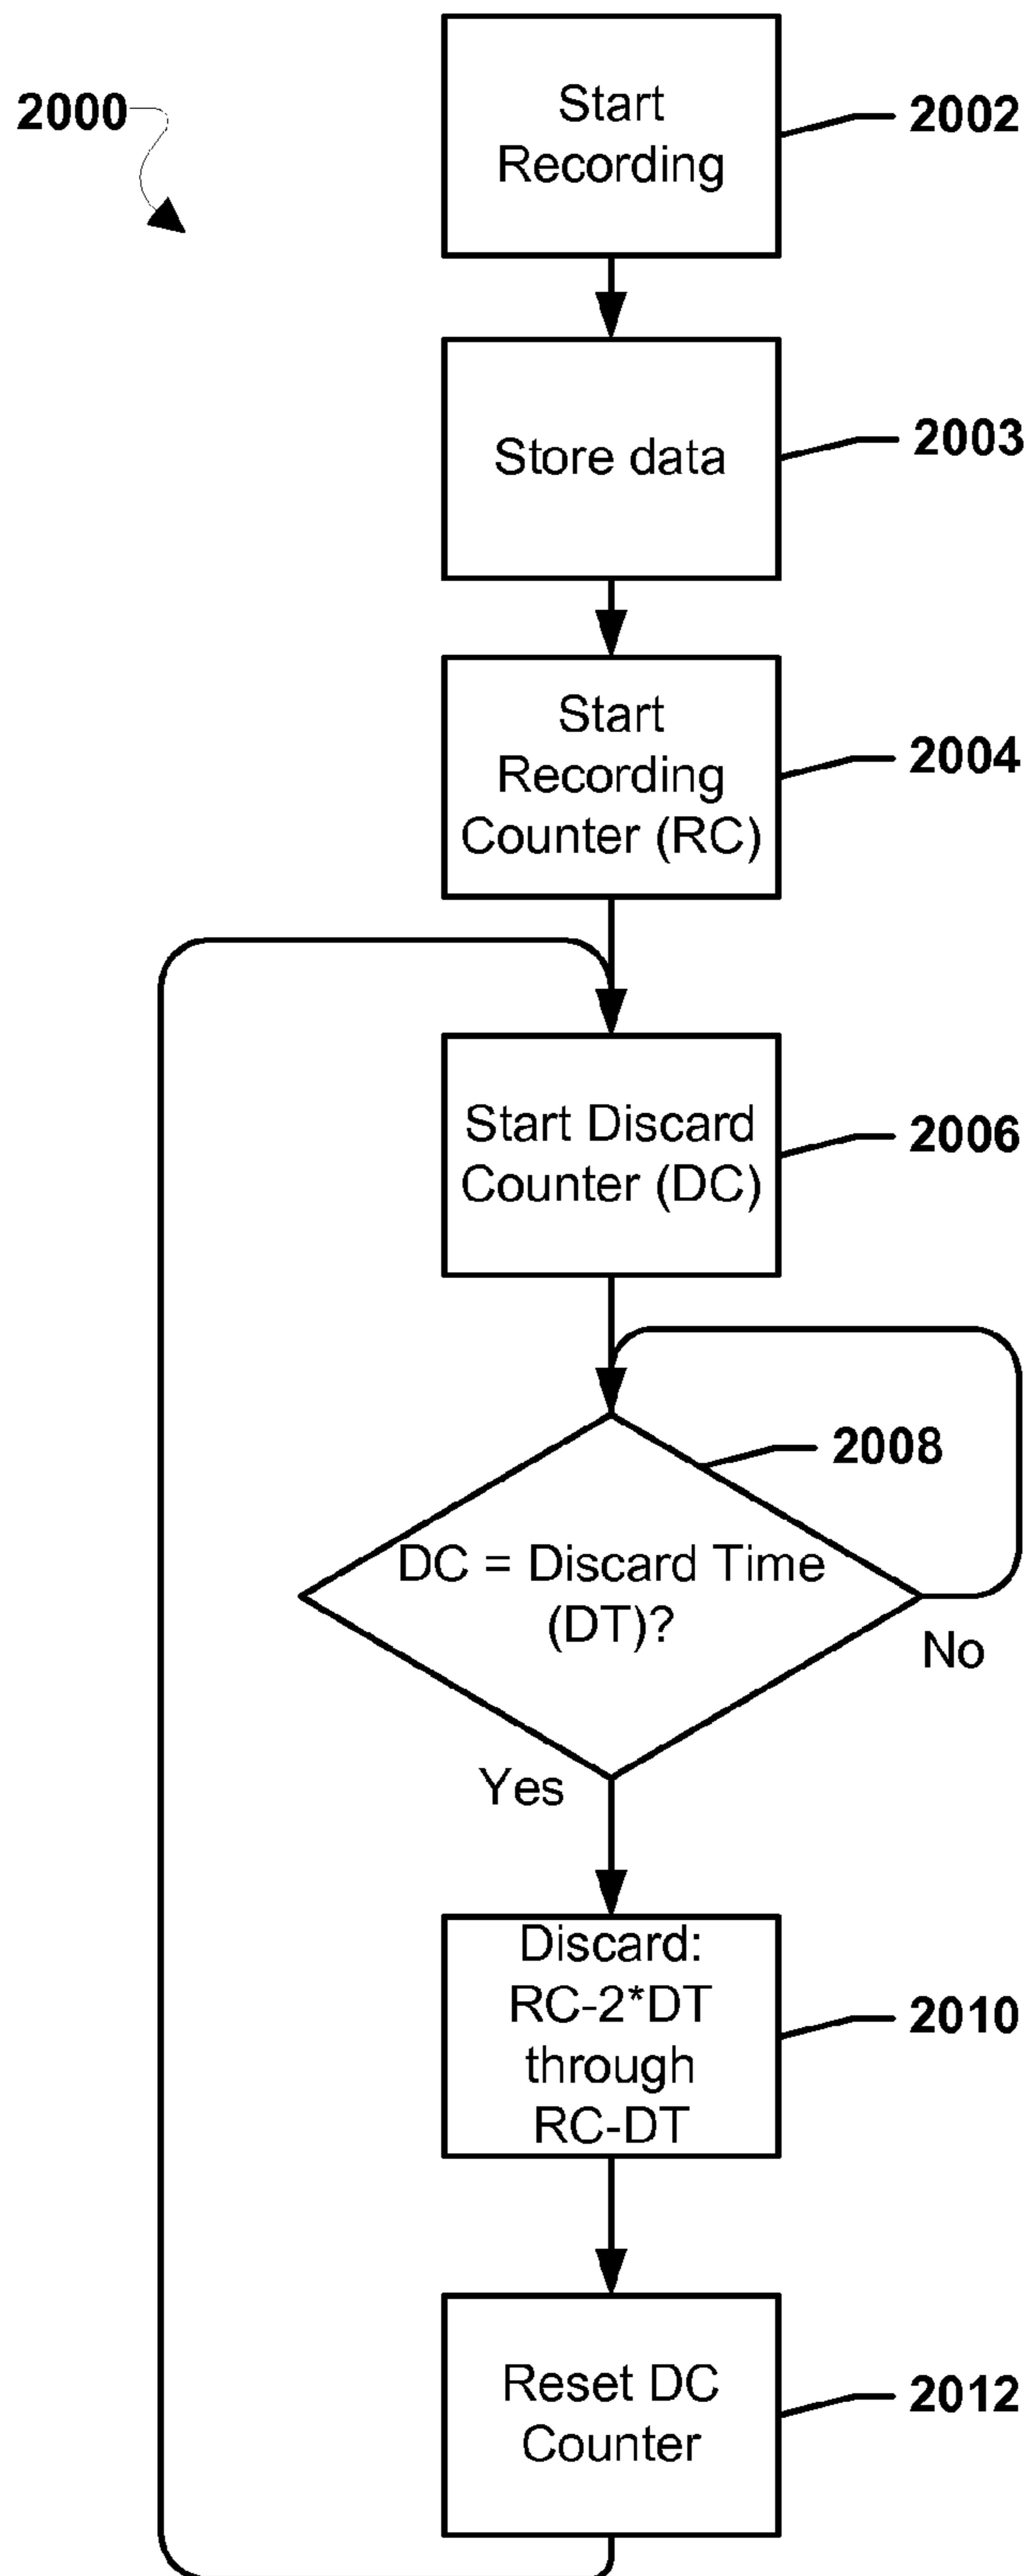 2000
Start
Recording
2002
Store data
2003
Start
Recording
Counter (RC)
2004
Start Discard
Counter (DC)
2006
2008
DC = Discard Time
(DT)?
No
Yes
Discard:
RC-2*DT
through
RC-DT
2010
Reset DC
Counter
2012